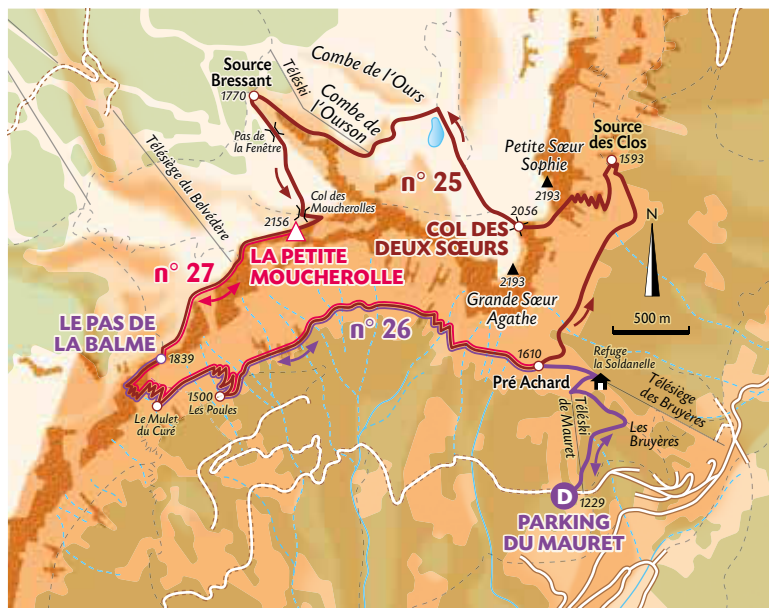 Source
Bressant
1770
Téléski
Combe de l'Ours
Combe de
l'Ourson
Pas de
la Fenêtre
Télésiège du Belvédère
Petite Sœur
Sophie
2193
Source
des Clos
1593
n° 25
Col des
Moucherolles
2156
2056
COL DES
DEUX SŒURS
LA PETITE
MOUCHEROLLE
n° 27
2193
Grande Sœur
Agathe
N
500 m
LE PAS DE
LA BALME
1839
n° 26
1610
Pré Achard
Refuge
la Soldanelle
Télésiège
des Bruyères
1500
Les Poules
Le Mulet
du Curé
Téléski
de Mauret
Les
Bruyères
D
1229
PARKING
DU MAURET